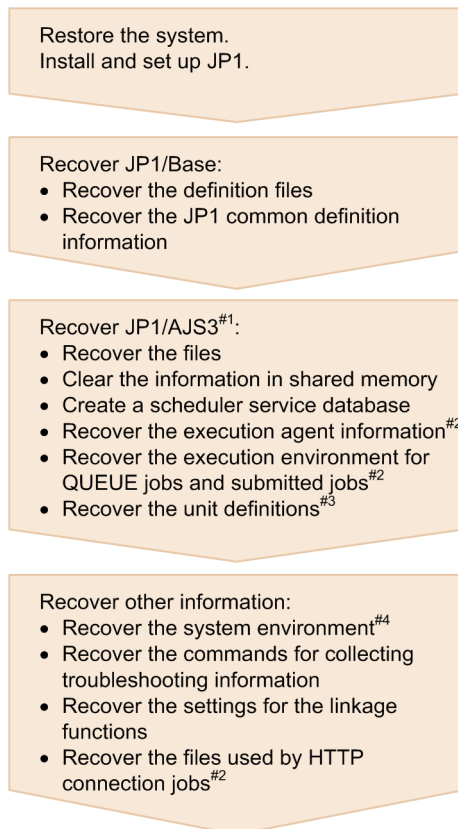 Restore the system.
Install and set up JP1.
Recover JP1/Base:
• Recover the definition files
• Recover the JP1 common definition
information
Recover JP1/AJS3#1:
• Recover the files
• Clear the information in shared memory
• Create a scheduler service database
• Recover the execution agent information#2
• Recover the execution environment for
QUEUE jobs and submitted jobs#2
• Recover the unit definitions#3
Recover other information:
• Recover the system environment#4
• Recover the commands for collecting
troubleshooting information
• Recover the settings for the linkage
functions
• Recover the files used by HTTP
connection jobs#2